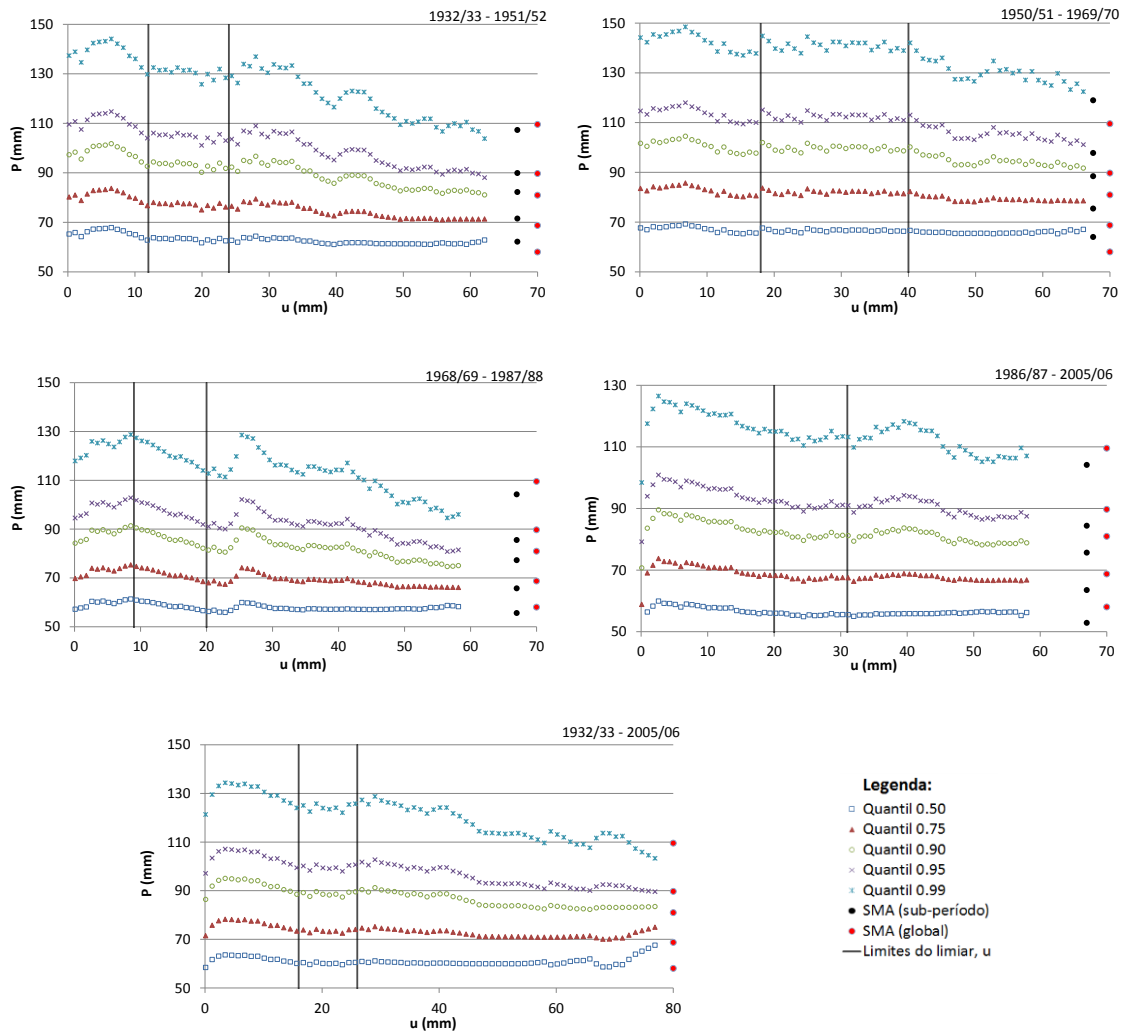 1932/33 - 1951/52
P (mm)
150
130
110
90
70
50
0 10 20 30 40 50 60 70
u (mm)
1950/51 - 1969/70
P (mm)
150
130
110
90
70
50
0 10 20 30 40 50 60 70
u (mm)
1968/69 - 1987/88
P (mm)
150
130
110
90
70
50
0 10 20 30 40 50 60 70
u (mm)
1986/87 - 2005/06
P (mm)
130
110
90
70
50
0 10 20 30 40 50 60 70
u (mm)
1932/33 - 2005/06
P (mm)
150
130
110
90
70
50
0 20 40 60 80
u (mm)
Legenda:
Quantil 0.50
Quantil 0.75
Quantil 0.90
Quantil 0.95
Quantil 0.99
SMA (sub-período)
SMA (global)
Limites do limiar, u